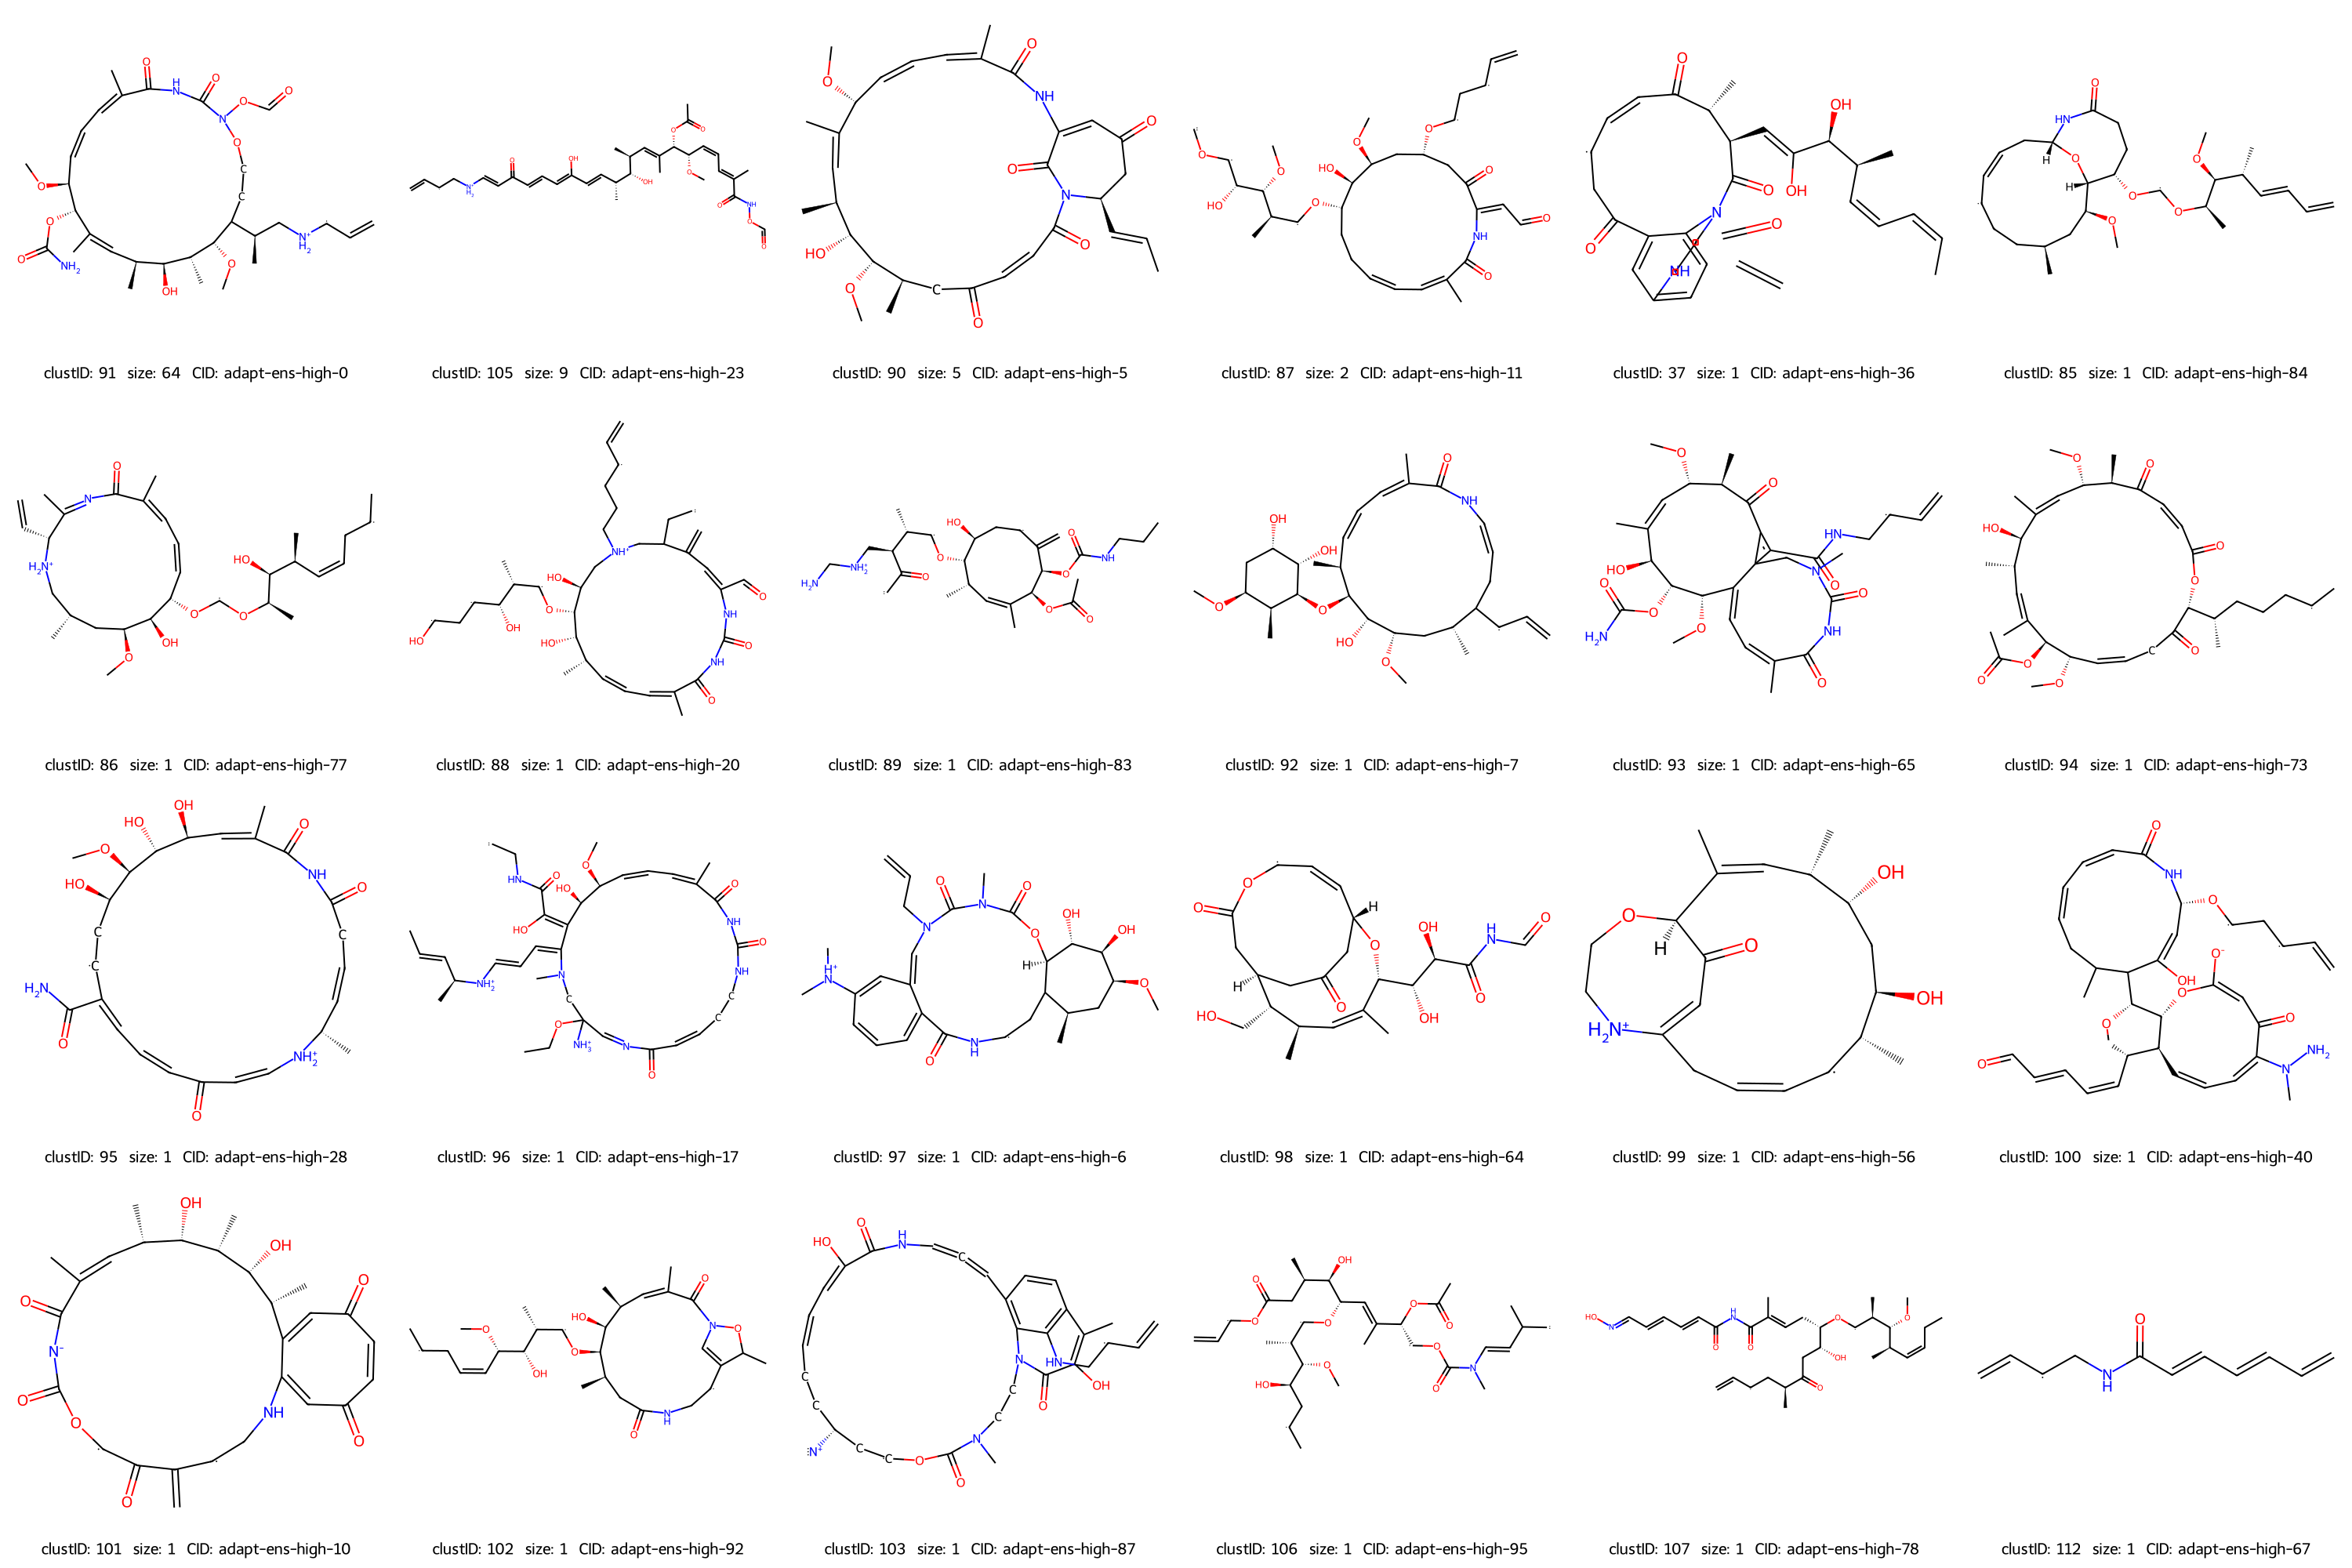 clustID: 91 size: 64 CID: adapt-ens-high-0
clustID: 105 size: 9 CID: adapt-ens-high-23
clustID: 90 size: 5 CID: adapt-ens-high-5
clustID: 87 size: 2 CID: adapt-ens-high-11
clustID: 37 size: 1 CID: adapt-ens-high-36
clustID: 85 size: 1 CID: adapt-ens-high-84
clustID: 86 size: 1 CID: adapt-ens-high-77
clustID: 88 size: 1 CID: adapt-ens-high-20
clustID: 89 size: 1 CID: adapt-ens-high-83
clustID: 92 size: 1 CID: adapt-ens-high-7
clustID: 93 size: 1 CID: adapt-ens-high-65
clustID: 94 size: 1 CID: adapt-ens-high-73
clustID: 95 size: 1 CID: adapt-ens-high-28
clustID: 96 size: 1 CID: adapt-ens-high-17
clustID: 97 size: 1 CID: adapt-ens-high-6
clustID: 98 size: 1 CID: adapt-ens-high-64
clustID: 99 size: 1 CID: adapt-ens-high-56
clustID: 100 size: 1 CID: adapt-ens-high-40
clustID: 101 size: 1 CID: adapt-ens-high-10
clustID: 102 size: 1 CID: adapt-ens-high-92
clustID: 103 size: 1 CID: adapt-ens-high-87
clustID: 106 size: 1 CID: adapt-ens-high-95
clustID: 107 size: 1 CID: adapt-ens-high-78
clustID: 112 size: 1 CID: adapt-ens-high-67